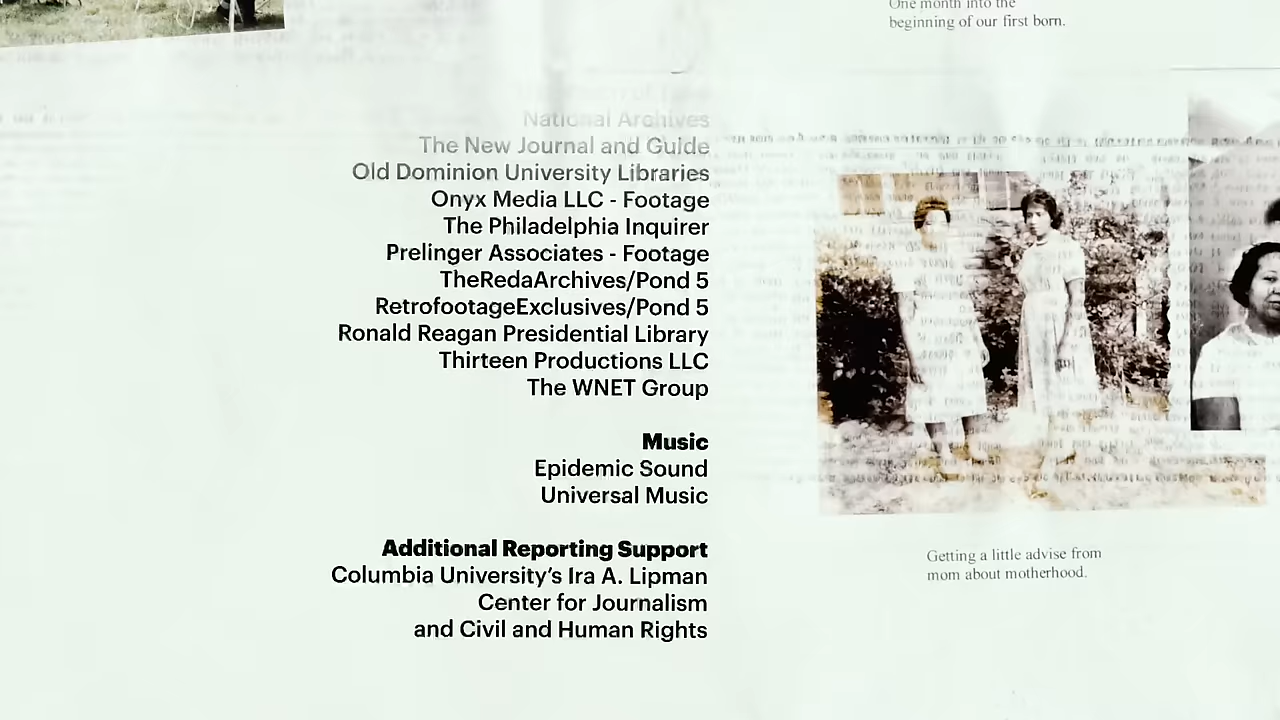 One month into the
beginning of our first born.
National Archives
The New Journal and Guide
Old Dominion University Libraries
Onyx Media LLC - Footage
The Philadelphia Inquirer
Prelinger Associates - Footage
TheRedaArchives/Pond 5
RetrofootageExclusives/Pond 5
Ronald Reagan Presidential Library
Thirteen Productions LLC
The WNET Group
Music
Epidemic Sound
Universal Music
Additional Reporting Support
Columbia University's Ira A. Lipman
Center for Journalism
and Civil and Human Rights
Getting a little advise from
mom about motherhood.